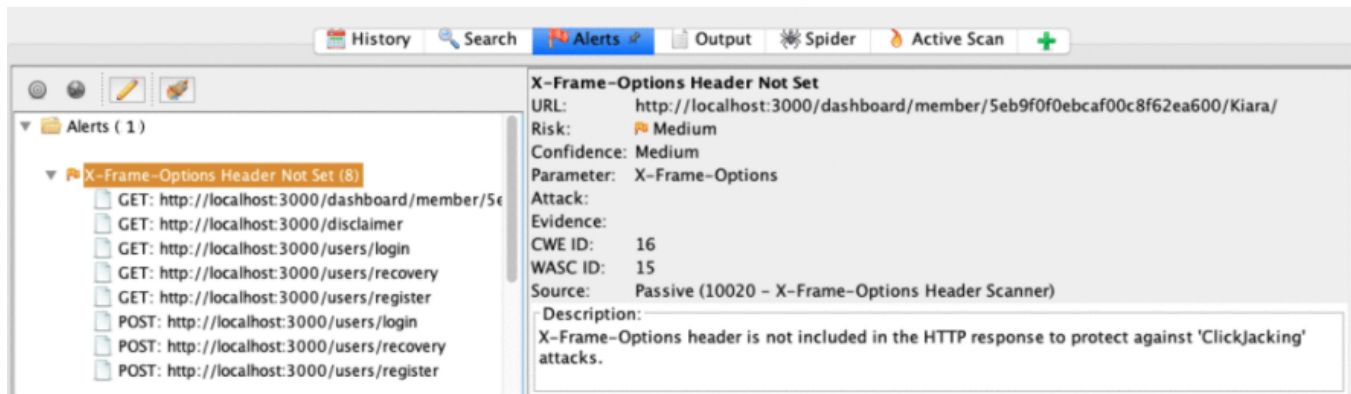 History Search Alerts Output Spider Active Scan
Alerts (1)
X-Frame-Options Header Not Set (8)
GET: http://localhost:3000/dashboard/member/5e
GET: http://localhost:3000/disclaimer
GET: http://localhost:3000/users/login
GET: http://localhost:3000/users/recovery
GET: http://localhost:3000/users/register
POST: http://localhost:3000/users/login
POST: http://localhost:3000/users/recovery
POST: http://localhost:3000/users/register
X-Frame-Options Header Not Set
URL: http://localhost:3000/dashboard/member/5eb9f0f0ebcaf00c8f62ea600/Kiara/
Risk: Medium
Confidence: Medium
Parameter: X-Frame-Options
Attack:
Evidence:
CWE ID: 16
WASC ID: 15
Source: Passive (10020 - X-Frame-Options Header Scanner)
Description:
X-Frame-Options header is not included in the HTTP response to protect against 'ClickJacking'
attacks.